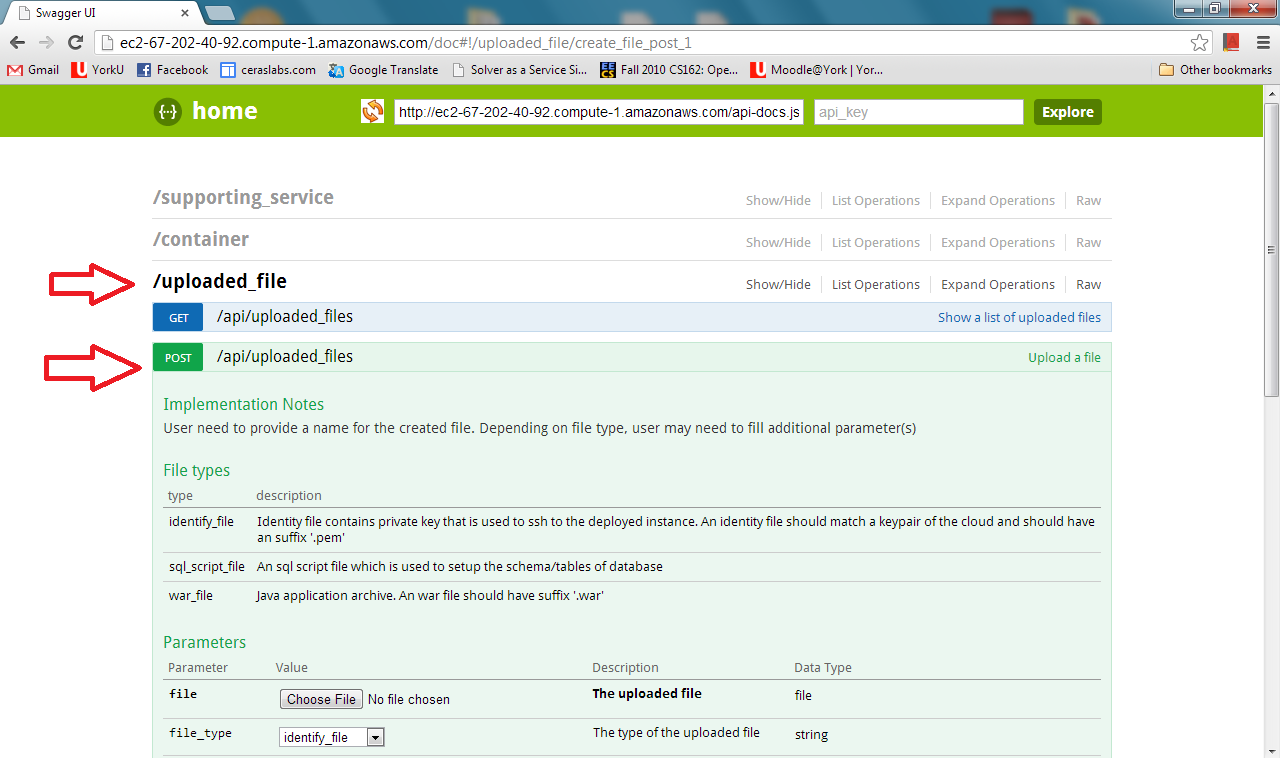 Swagger UI
ec2-67-202-40-92.compute-1.amazonaws.com/doc#!/uploaded_file/create_file_post_1
Gmail YorkU Facebook ceraslabs.com Google Translate Solver as a Service Si... EECS Fall 2010 CS162: Ope... Moodle@York | Yor... Other bookmarks
{··} home http://ec2-67-202-40-92.compute-1.amazonaws.com/api-docs.js api_key Explore
/supporting_service Show/Hide List Operations Expand Operations Raw
/container Show/Hide List Operations Expand Operations Raw
/uploaded_file Show/Hide List Operations Expand Operations Raw
GET /api/uploaded_files Show a list of uploaded files
POST /api/uploaded_files Upload a file
Implementation Notes
User need to provide a name for the created file. Depending on file type, user may need to fill additional parameter(s)
File types
type description
identify_file Identity file contains private key that is used to ssh to the deployed instance. An identity file should match a keypair of the cloud and should have
an suffix '.pem'
sql_script_file An sql script file which is used to setup the schema/tables of database
war_file Java application archive. An war file should have suffix '.war'
Parameters
Parameter Value Description Data Type
file Choose File No file chosen The uploaded file file
file_type identify_file The type of the uploaded file string